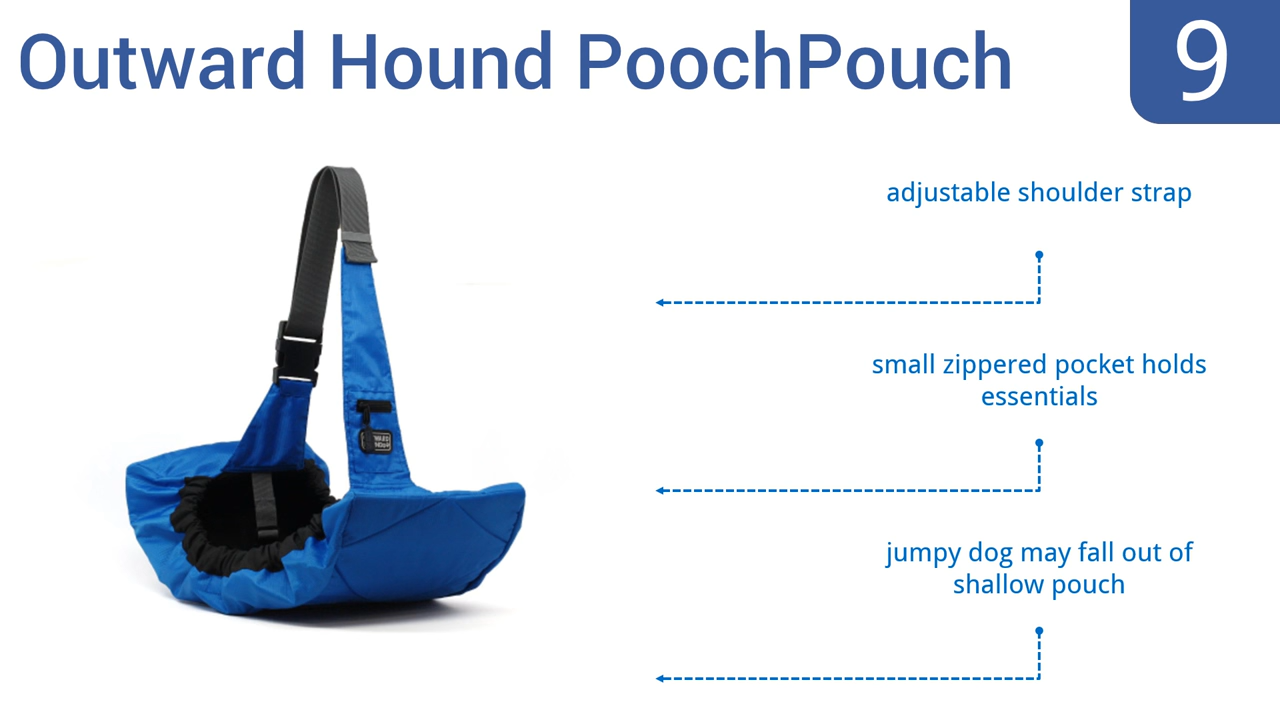 Outward Hound PoochPouch
9
adjustable shoulder strap
small zippered pocket holds
essentials
jumpy dog may fall out of
shallow pouch